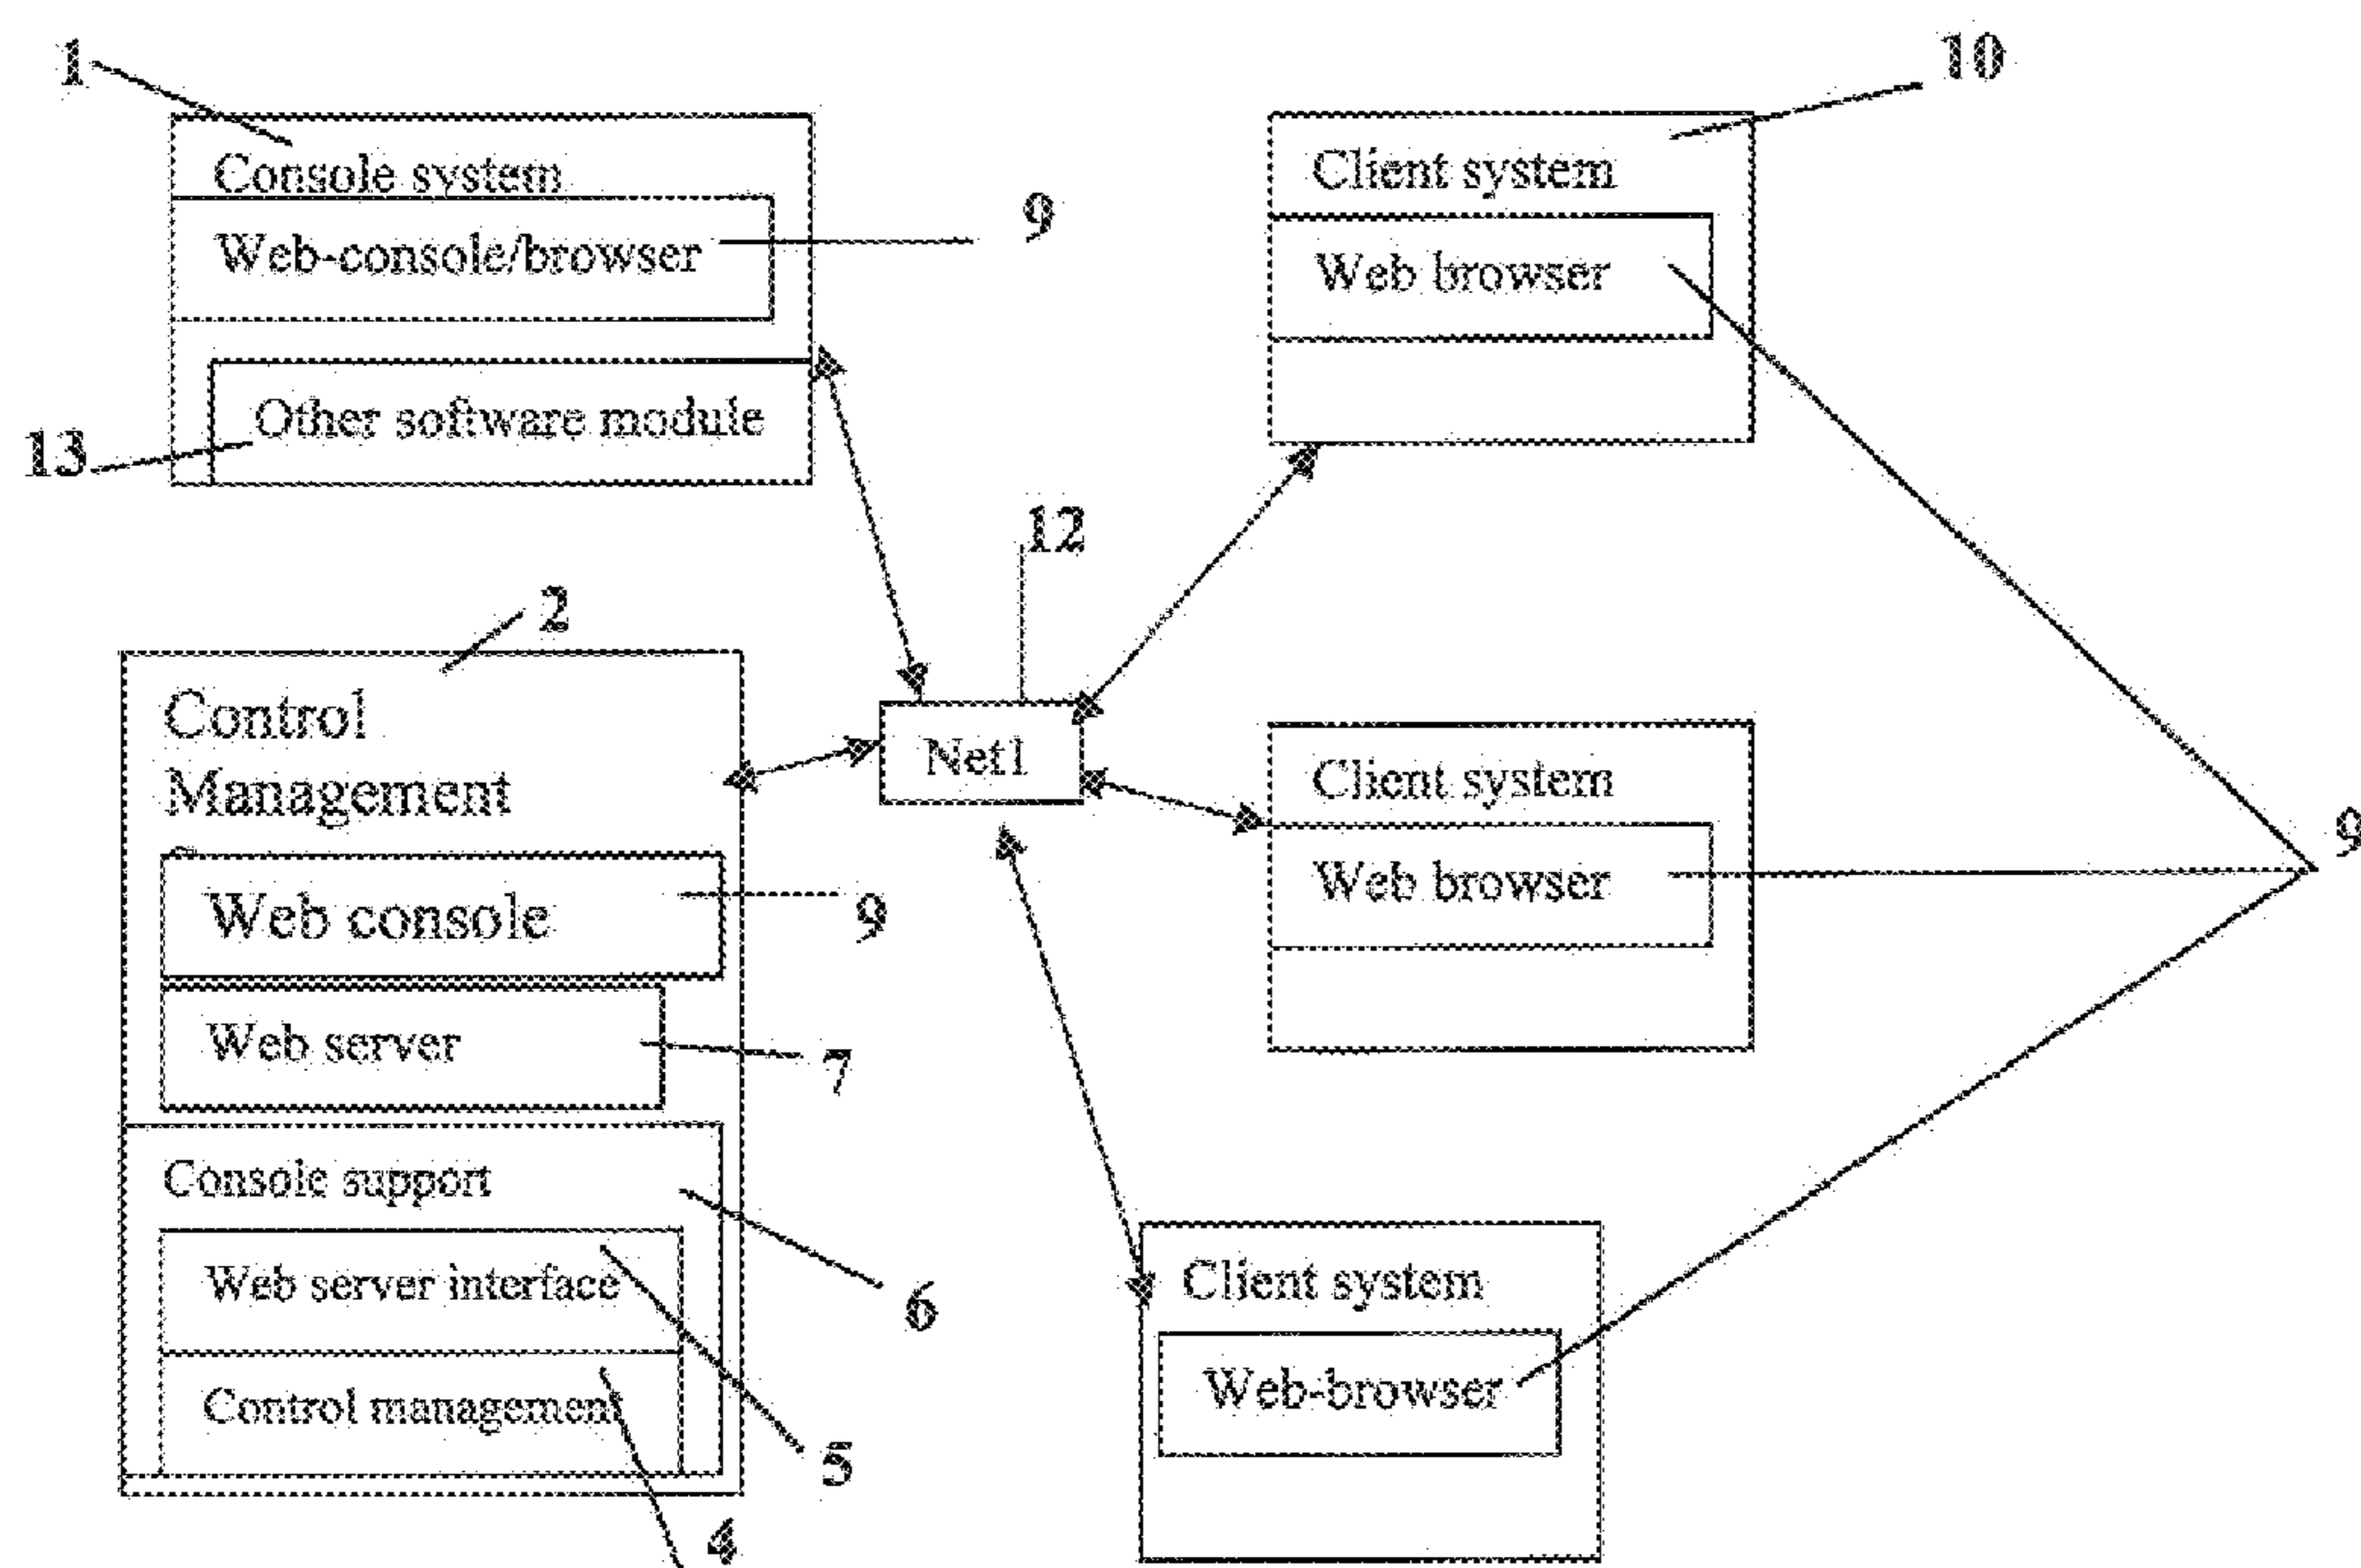 1
Console system
Web-console/browser
9
Other software module
13
10
Client system
Web browser
12
Net1
2
Control
Management
Web console
9
Web server
7
Console support
6
Web server interface
5
Control management
4
Client system
Web browser
9
Client system
Web-browser